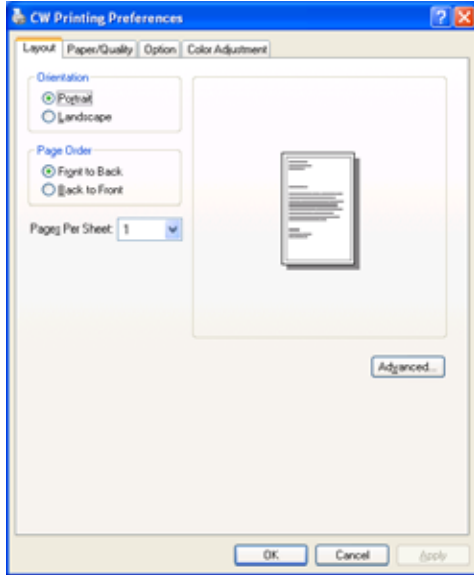 CW Printing Preferences
Layout Paper/Quality Option Color Adjustment
Orientation
Portrait
Landscape
Page Order
Front to Back
Back to Front
Pages Per Sheet: 1
Advanced...
OK Cancel Apply